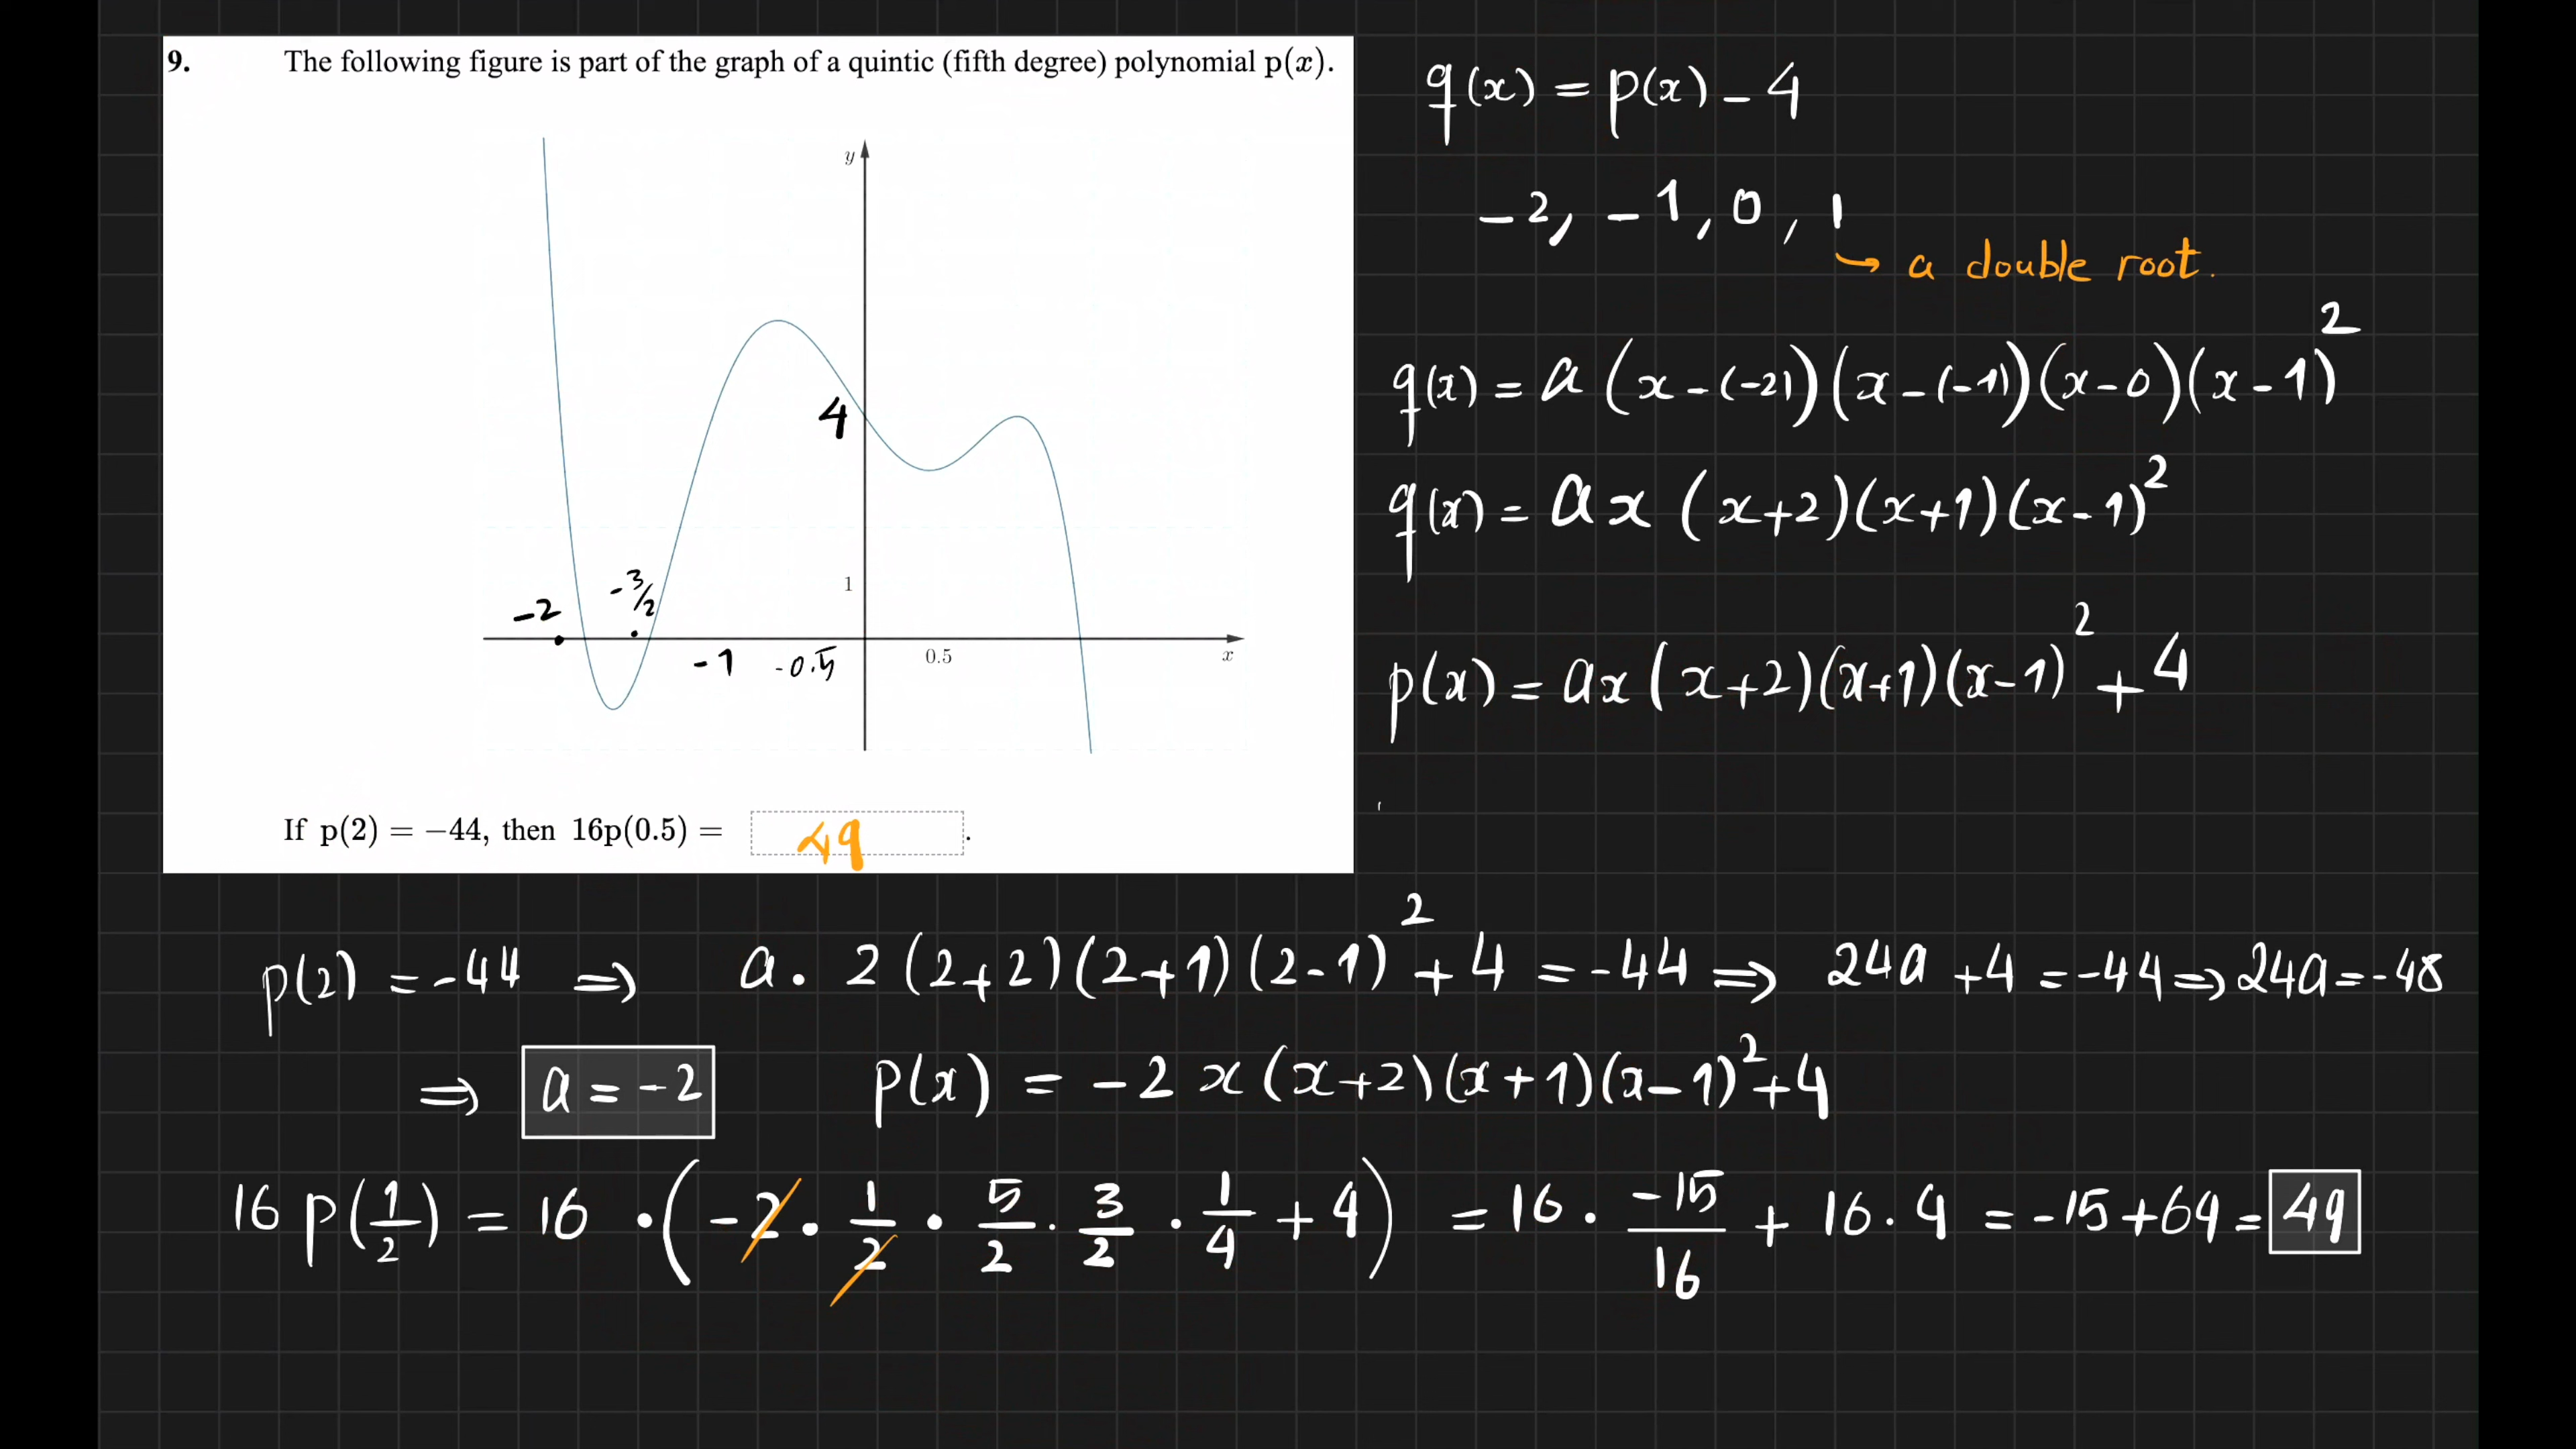 9. The following figure is part of the graph of a quintic (fifth degree) polynomial p(x).
y
4
1
-2
-3/2
-1
-0.5
0.5
x
If p(2) = −44, then 16p(0.5) = 49.
q(x) = p(x) - 4
-2, -1, 0, 1
→ a double root.
q(x) = a (x-(-2))(x-(-1))(x-0)(x-1)²
q(x) = ax (x+2)(x+1)(x-1)²
p(x) = ax (x+2)(x+1)(x-1)² + 4
p(2) = -44 ⇒ a. 2 (2+2)(2+1)(2-1)² + 4 = -44 ⇒ 24a +4 = -44 ⇒ 24a = -48
⇒ a = -2 p(x) = -2 x (x+2)(x+1)(x-1)² + 4
16 p(1/2) = 16 · (-2 · 1/2 · 5/2 · 3/2 · 1/4 + 4) = 16 · -15/16 + 16 · 4 = -15 + 64 = 49